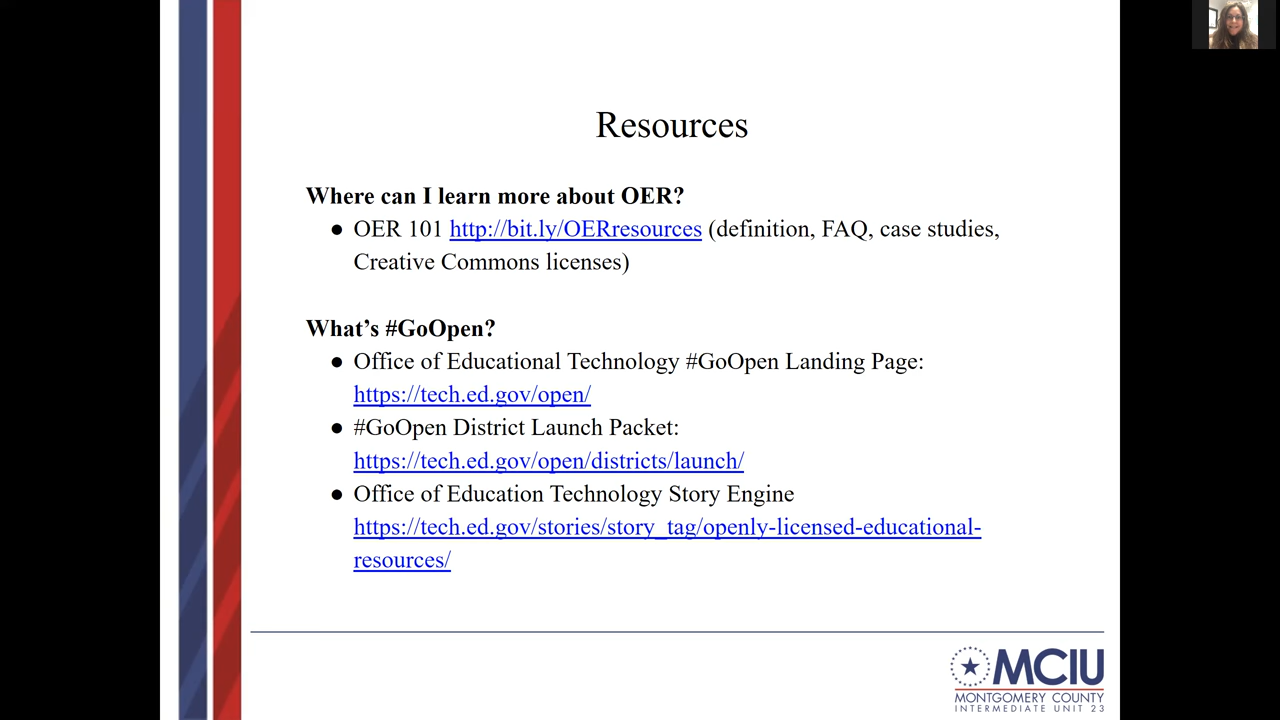 Resources
Where can I learn more about OER?
● OER 101 http://bit.ly/OERresources (definition, FAQ, case studies,
Creative Commons licenses)
What’s #GoOpen?
● Office of Educational Technology #GoOpen Landing Page:
https://tech.ed.gov/open/
● #GoOpen District Launch Packet:
https://tech.ed.gov/open/districts/launch/
● Office of Education Technology Story Engine
https://tech.ed.gov/stories/story_tag/openly-licensed-educational-
resources/
MCIU
MONTGOMERY COUNTY
INTERMEDIATE UNIT 23